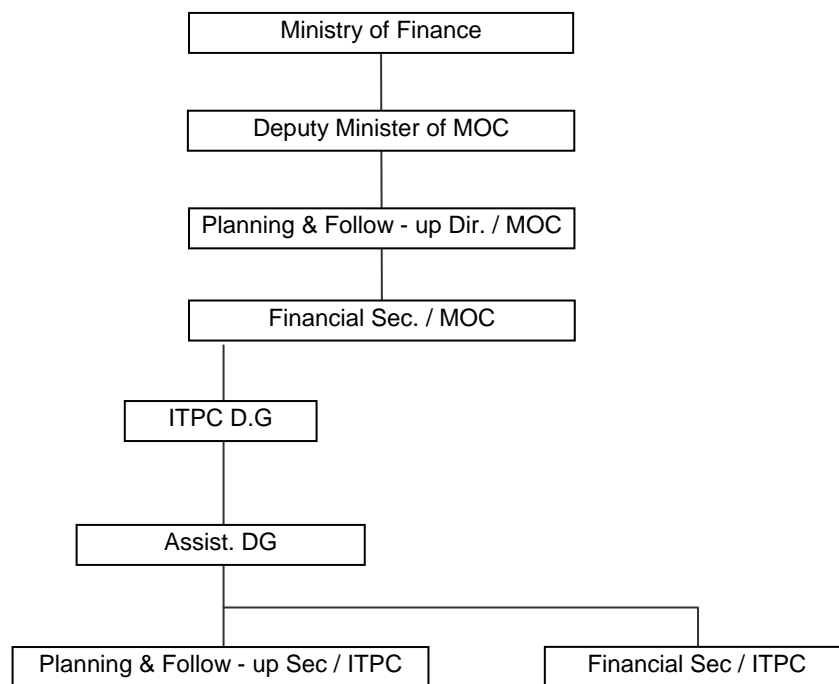 Ministry of Finance
Deputy Minister of MOC
Planning & Follow - up Dir. / MOC
Financial Sec. / MOC
ITPC D.G
Assist. DG
Planning & Follow - up Sec / ITPC
Financial Sec / ITPC